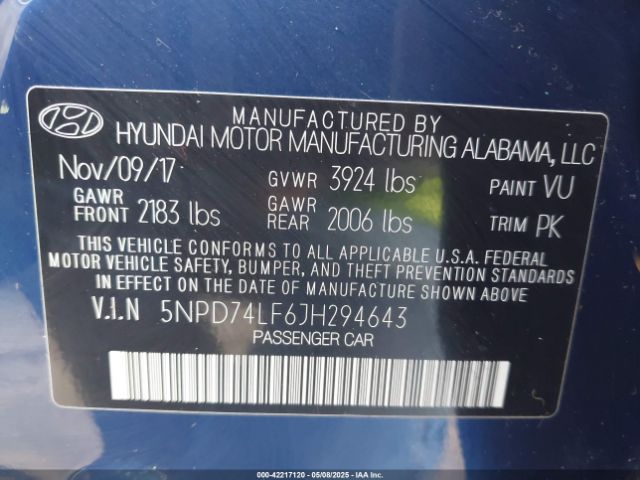 MANUFACTURED BY
HYUNDAI MOTOR MANUFACTURING ALABAMA, LLC
Nov/09/17 GVWR 3924 lbs PAINT VU
GAWR FRONT 2183 lbs GAWR REAR 2006 lbs TRIM PK
THIS VEHICLE CONFORMS TO ALL APPLICABLE U.S.A. FEDERAL
MOTOR VEHICLE SAFETY, BUMPER, AND THEFT PREVENTION STANDARDS
IN EFFECT ON THE DATE OF MANUFACTURE SHOWN ABOVE
V.I.N 5NPD74LF6JH294643
PASSENGER CAR
000-42217120 - 05/08/2025 - IAA Inc.